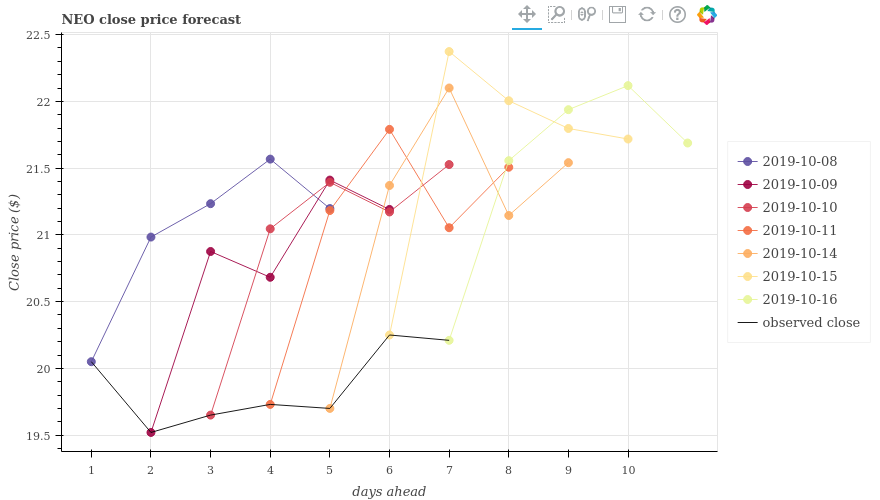 NEO close price forecast
22.5
22
21.5
21
20.5
20
19.5
Close price ($)
1 2 3 4 5 6 7 8 9 10
days ahead
2019-10-08
2019-10-09
2019-10-10
2019-10-11
2019-10-14
2019-10-15
2019-10-16
observed close